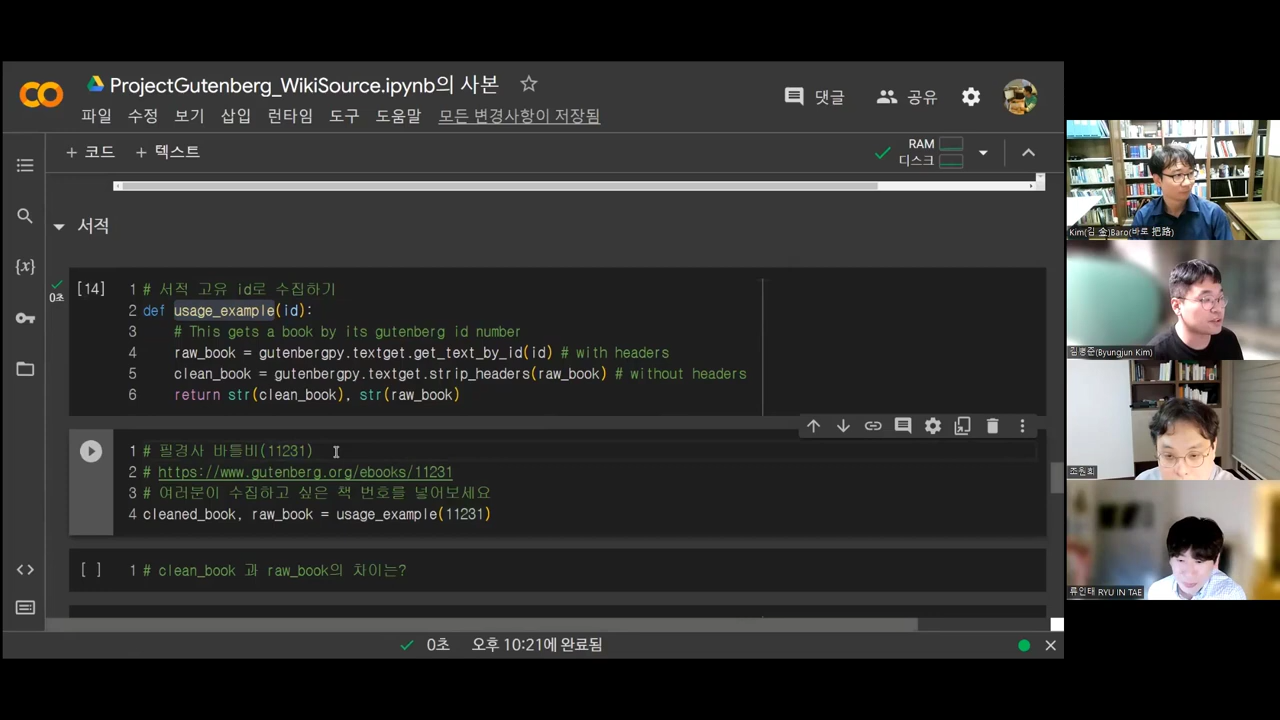 ProjectGutenberg_WikiSource.ipynb의 사본
파일 수정 보기 삽입 런타임 도구 도움말 모든 변경사항이 저장됨
댓글 공유
+ 코드 + 텍스트
RAM
디스크
서적
[14]
0초
1 # 서적 고유 id로 수집하기
2 def usage_example(id):
3 # This gets a book by its gutenberg id number
4 raw_book = gutenbergpy.textget.get_text_by_id(id) # with headers
5 clean_book = gutenbergpy.textget.strip_headers(raw_book) # without headers
6 return str(clean_book), str(raw_book)
1 # 필경사 바틀비(11231)
2 # https://www.gutenberg.org/ebooks/11231
3 # 여러분이 수집하고 싶은 책 번호를 넣어보세요
4 cleaned_book, raw_book = usage_example(11231)
[ ] 1 # clean_book 과 raw_book의 차이는?
0초 오후 10:21에 완료됨
Kim(김 金)Baro(바로 把路)
김병준(Byungjun Kim)
조원희
류인태 RYU IN TAE